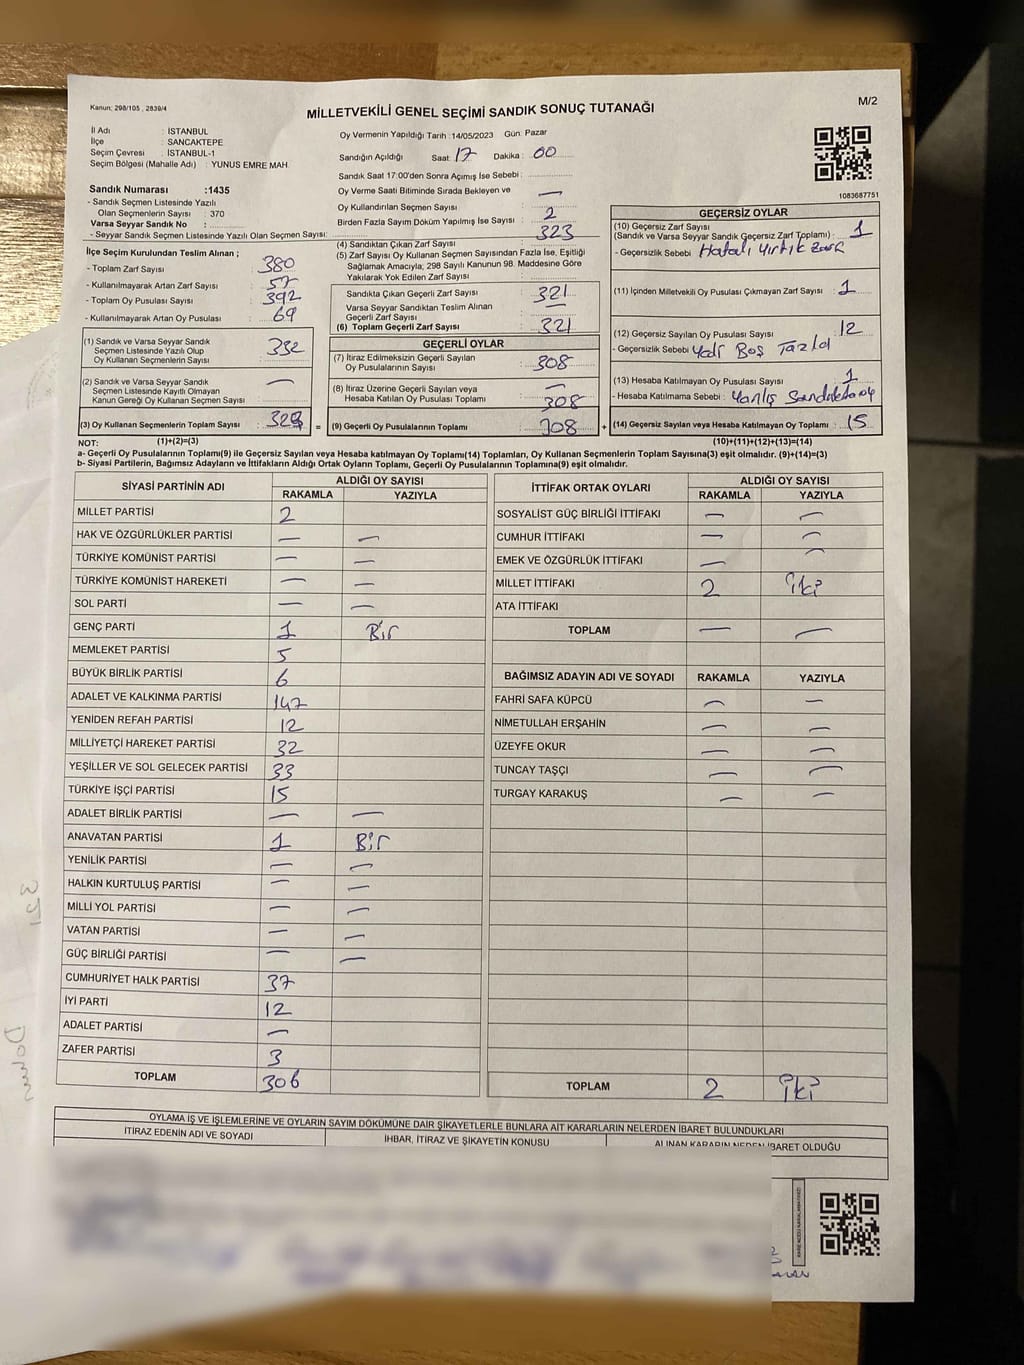 Kanun: 298/105 , 2839/4
M/2
MİLLETVEKİLİ GENEL SEÇİMİ SANDIK SONUÇ TUTANAĞI
İl Adı : İSTANBUL
İlçe : SANCAKTEPE
Seçim Çevresi : İSTANBUL-1
Seçim Bölgesi (Mahalle Adı) : YUNUS EMRE MAH.
Sandık Numarası :1435
- Sandık Seçmen Listesinde Yazılı
Olan Seçmenlerin Sayısı : 370
Varsa Seyyar Sandık No :
- Seyyar Sandık Seçmen Listesinde Yazılı Olan Seçmen Sayısı:
Oy Vermenin Yapıldığı Tarih :14/05/2023 Gün: Pazar
Sandığın Açıldığı Saat: 17 Dakika: 00
Sandık Saat 17:00'den Sonra Açımış İse Sebebi :
Oy Verme Saati Bitiminde Sırada Bekleyen ve
Oy Kullandırılan Seçmen Sayısı : —
Birden Fazla Sayım Döküm Yapılmış İse Sayısı : 2
1083687751
İlçe Seçim Kurulundan Teslim Alınan ;
- Toplam Zarf Sayısı : 380
- Kullanılmayarak Artan Zarf Sayısı : 57
- Toplam Oy Pusulası Sayısı : 392
- Kullanılmayarak Artan Oy Pusulası : 69
(1) Sandık ve Varsa Seyyar Sandık
Seçmen Listesinde Yazılı Olup
Oy Kullanan Seçmenlerin Sayısı : 332
(2) Sandık ve Varsa Seyyar Sandık
Seçmen Listesinde Kayıtlı Olmayan
Kanun Gereği Oy Kullanan Seçmen Sayısı : —
(3) Oy Kullanan Seçmenlerin Toplam Sayısı : =
(4) Sandıktan Çıkan Zarf Sayısı : 323
(5) Zarf Sayısı Oy Kullanan Seçmen Sayısından Fazla İse, Eşitliği
Sağlamak Amacıyla; 298 Sayılı Kanunun 98. Maddesine Göre
Yakılarak Yok Edilen Zarf Sayısı :
Sandıkta Çıkan Geçerli Zarf Sayısı : 321
Varsa Seyyar Sandıktan Teslim Alınan
Geçerli Zarf Sayısı : —
(6) Toplam Geçerli Zarf Sayısı : 321
GEÇERLİ OYLAR
(7) İtiraz Edilmeksizin Geçerli Sayılan
Oy Pusulalarının Sayısı : 308
(8) İtiraz Üzerine Geçerli Sayılan veya
Hesaba Katılan Oy Pusulası Toplamı : — 308
(9) Geçerli Oy Pusulalarının Toplamı : 308 +
GEÇERSİZ OYLAR
(10) Geçersiz Zarf Sayısı
(Sandık ve Varsa Seyyar Sandık Geçersiz Zarf Toplamı) : 1
- Geçersizlik Sebebi : Hatalı Yırtık Zarf
(11) İçinden Milletvekili Oy Pusulası Çıkmayan Zarf Sayısı : 1
(12) Geçersiz Sayılan Oy Pusulası Sayısı : 12
- Geçersizlik Sebebi : Boş
(13) Hesaba Katılmayan Oy Pusulası Sayısı : 1
- Hesaba Katılmama Sebebi : Yanlış
(14) Geçersiz Sayılan veya Hesaba Katılmayan Oy Toplamı : 15
NOT: (1)+(2)=(3) (10)+(11)+(12)+(13)=(14)
a- Geçerli Oy Pusulalarının Toplamı(9) ile Geçersiz Sayılan veya Hesaba katılmayan Oy Toplamı(14) Toplamları, Oy Kullanan Seçmenlerin Toplam Sayısına(3) eşit olmalıdır. (9)+(14)=(3)
b- Siyasi Partilerin, Bağımsız Adayların ve İttifakların Aldığı Ortak Oyların Toplamı, Geçerli Oy Pusulalarının Toplamına(9) eşit olmalıdır.
SİYASİ PARTİNİN ADI ALDIĞI OY SAYISI
RAKAMLA YAZIYLA
MİLLET PARTİSİ 2
HAK VE ÖZGÜRLÜKLER PARTİSİ — —
TÜRKİYE KOMÜNİST PARTİSİ — —
TÜRKİYE KOMÜNİST HAREKETİ — —
SOL PARTİ — —
GENÇ PARTİ 1 Bir
MEMLEKET PARTİSİ 5
BÜYÜK BİRLİK PARTİSİ 6
ADALET VE KALKINMA PARTİSİ 147
YENİDEN REFAH PARTİSİ 12
MİLLİYETÇİ HAREKET PARTİSİ 32
YEŞİLLER VE SOL GELECEK PARTİSİ 33
TÜRKİYE İŞÇİ PARTİSİ 15
ADALET BİRLİK PARTİSİ — —
ANAVATAN PARTİSİ 1 Bir
YENİLİK PARTİSİ — —
HALKIN KURTULUŞ PARTİSİ — —
MİLLİ YOL PARTİSİ — —
VATAN PARTİSİ — —
GÜÇ BİRLİĞİ PARTİSİ — —
CUMHURİYET HALK PARTİSİ 37
İYİ PARTİ 12
ADALET PARTİSİ —
ZAFER PARTİSİ 3
TOPLAM 306
İTTİFAK ORTAK OYLARI ALDIĞI OY SAYISI
RAKAMLA YAZIYLA
SOSYALİST GÜÇ BİRLİĞİ İTTİFAKI — —
CUMHUR İTTİFAKI — —
EMEK VE ÖZGÜRLÜK İTTİFAKI — —
MİLLET İTTİFAKI 2 iki
ATA İTTİFAKI
TOPLAM — —
BAĞIMSIZ ADAYIN ADI VE SOYADI RAKAMLA YAZIYLA
FAHRİ SAFA KÜPCÜ — —
NİMETULLAH ERŞAHİN — —
ÜZEYFE OKUR — —
TUNCAY TAŞÇI — —
TURGAY KARAKUŞ — —
TOPLAM 2 iki
OYLAMA İŞ VE İŞLEMLERİNE VE OYLARIN SAYIM DÖKÜMÜNE DAİR ŞİKAYETLERLE BUNLARA AİT KARARLARIN NELERDEN İBARET BULUNDUKLARI
İTİRAZ EDENİN ADI VE SOYADI İHBAR, İTİRAZ VE ŞİKAYETİN KONUSU ALINAN KARARIN NEDEN İBARET OLDUĞU